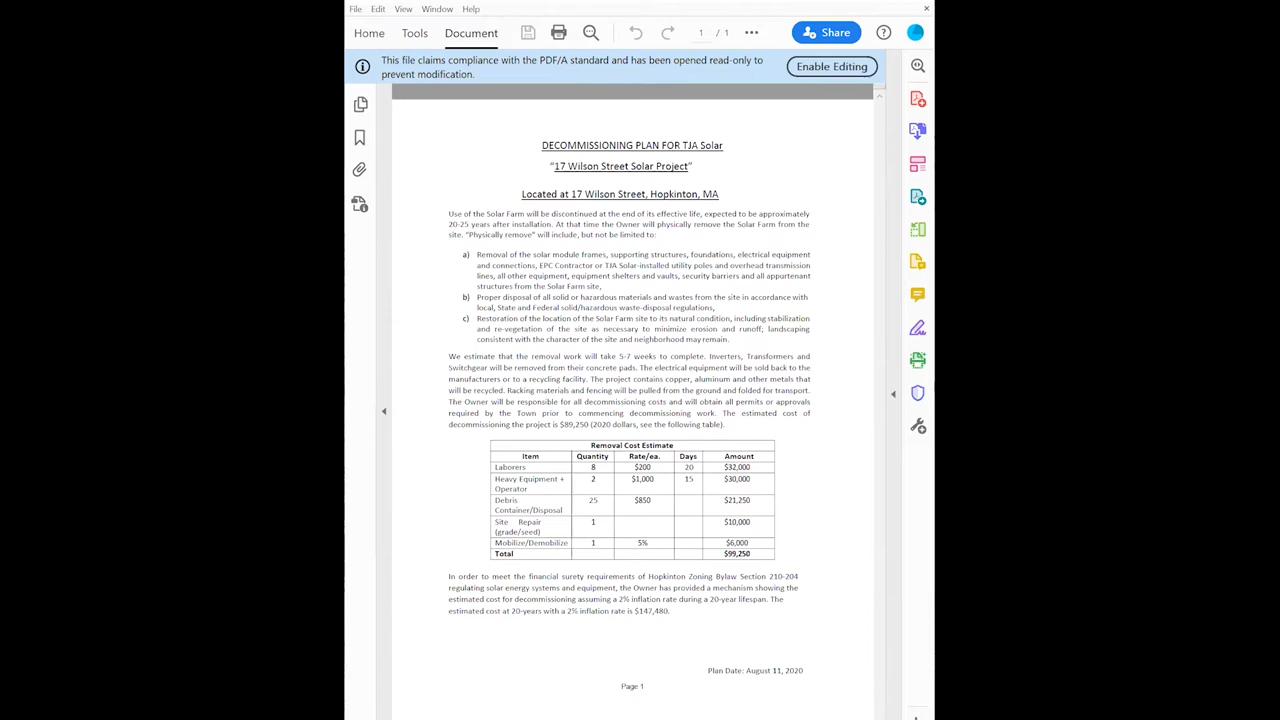 File Edit View Window Help
Home Tools Document 1 / 1 Share
This file claims compliance with the PDF/A standard and has been opened read-only to
prevent modification.
Enable Editing
DECOMMISSIONING PLAN FOR TJA Solar
"17 Wilson Street Solar Project"
Located at 17 Wilson Street, Hopkinton, MA
Use of the Solar Farm will be discontinued at the end of its effective life, expected to be approximately
20-25 years after installation. At that time the Owner will physically remove the Solar Farm from the
site. "Physically remove" will include, but not be limited to:
a) Removal of the solar module frames, supporting structures, foundations, electrical equipment
and connections, EPC Contractor or TJA Solar-installed utility poles and overhead transmission
lines, all other equipment, equipment shelters and vaults, security barriers and all appurtenant
structures from the Solar Farm site,
b) Proper disposal of all solid or hazardous materials and wastes from the site in accordance with
local, State and Federal solid/hazardous waste-disposal regulations,
c) Restoration of the location of the Solar Farm site to its natural condition, including stabilization
and re-vegetation of the site as necessary to minimize erosion and runoff; landscaping
consistent with the character of the site and neighborhood may remain.
We estimate that the removal work will take 5-7 weeks to complete. Inverters, Transformers and
Switchgear will be removed from their concrete pads. The electrical equipment will be sold back to the
manufacturers or to a recycling facility. The project contains copper, aluminum and other metals that
will be recycled. Racking materials and fencing will be pulled from the ground and folded for transport.
The Owner will be responsible for all decommissioning costs and will obtain all permits or approvals
required by the Town prior to commencing decommissioning work. The estimated cost of
decommissioning the project is $89,250 (2020 dollars, see the following table).
Removal Cost Estimate
Item Quantity Rate/ea. Days Amount
Laborers 8 $200 20 $32,000
Heavy Equipment + 2 $1,000 15 $30,000
Operator
Debris 25 $850 $21,250
Container/Disposal
Site Repair 1 $10,000
(grade/seed)
Mobilize/Demobilize 1 5% $6,000
Total $99,250
In order to meet the financial surety requirements of Hopkinton Zoning Bylaw Section 210-204
regulating solar energy systems and equipment, the Owner has provided a mechanism showing the
estimated cost for decommissioning assuming a 2% inflation rate during a 20-year lifespan. The
estimated cost at 20-years with a 2% inflation rate is $147,480.
Plan Date: August 11, 2020
Page 1